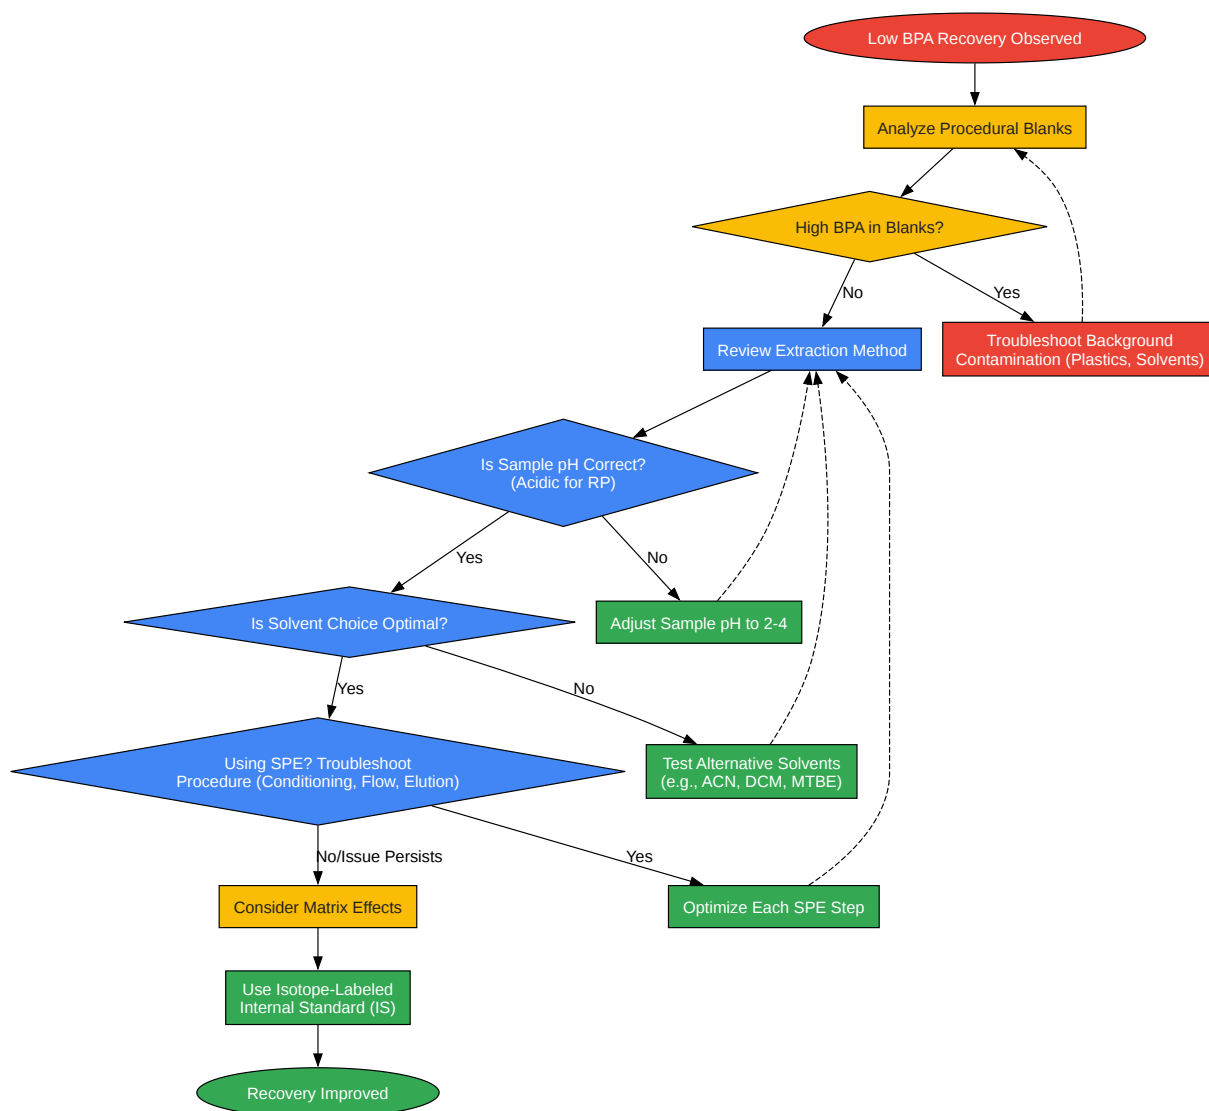 Low BPA Recovery Observed
Analyze Procedural Blanks
High BPA in Blanks?
No
Yes
Review Extraction Method
Troubleshoot Background
Contamination (Plastics, Solvents)
Is Sample pH Correct?
(Acidic for RP)
Yes
No
Is Solvent Choice Optimal?
Adjust Sample pH to 2-4
Yes
No
Using SPE? Troubleshoot
Procedure (Conditioning, Flow, Elution)
Test Alternative Solvents
(e.g., ACN, DCM, MTBE)
No/Issue Persists
Yes
Consider Matrix Effects
Optimize Each SPE Step
Use Isotope-Labeled
Internal Standard (IS)
Recovery Improved